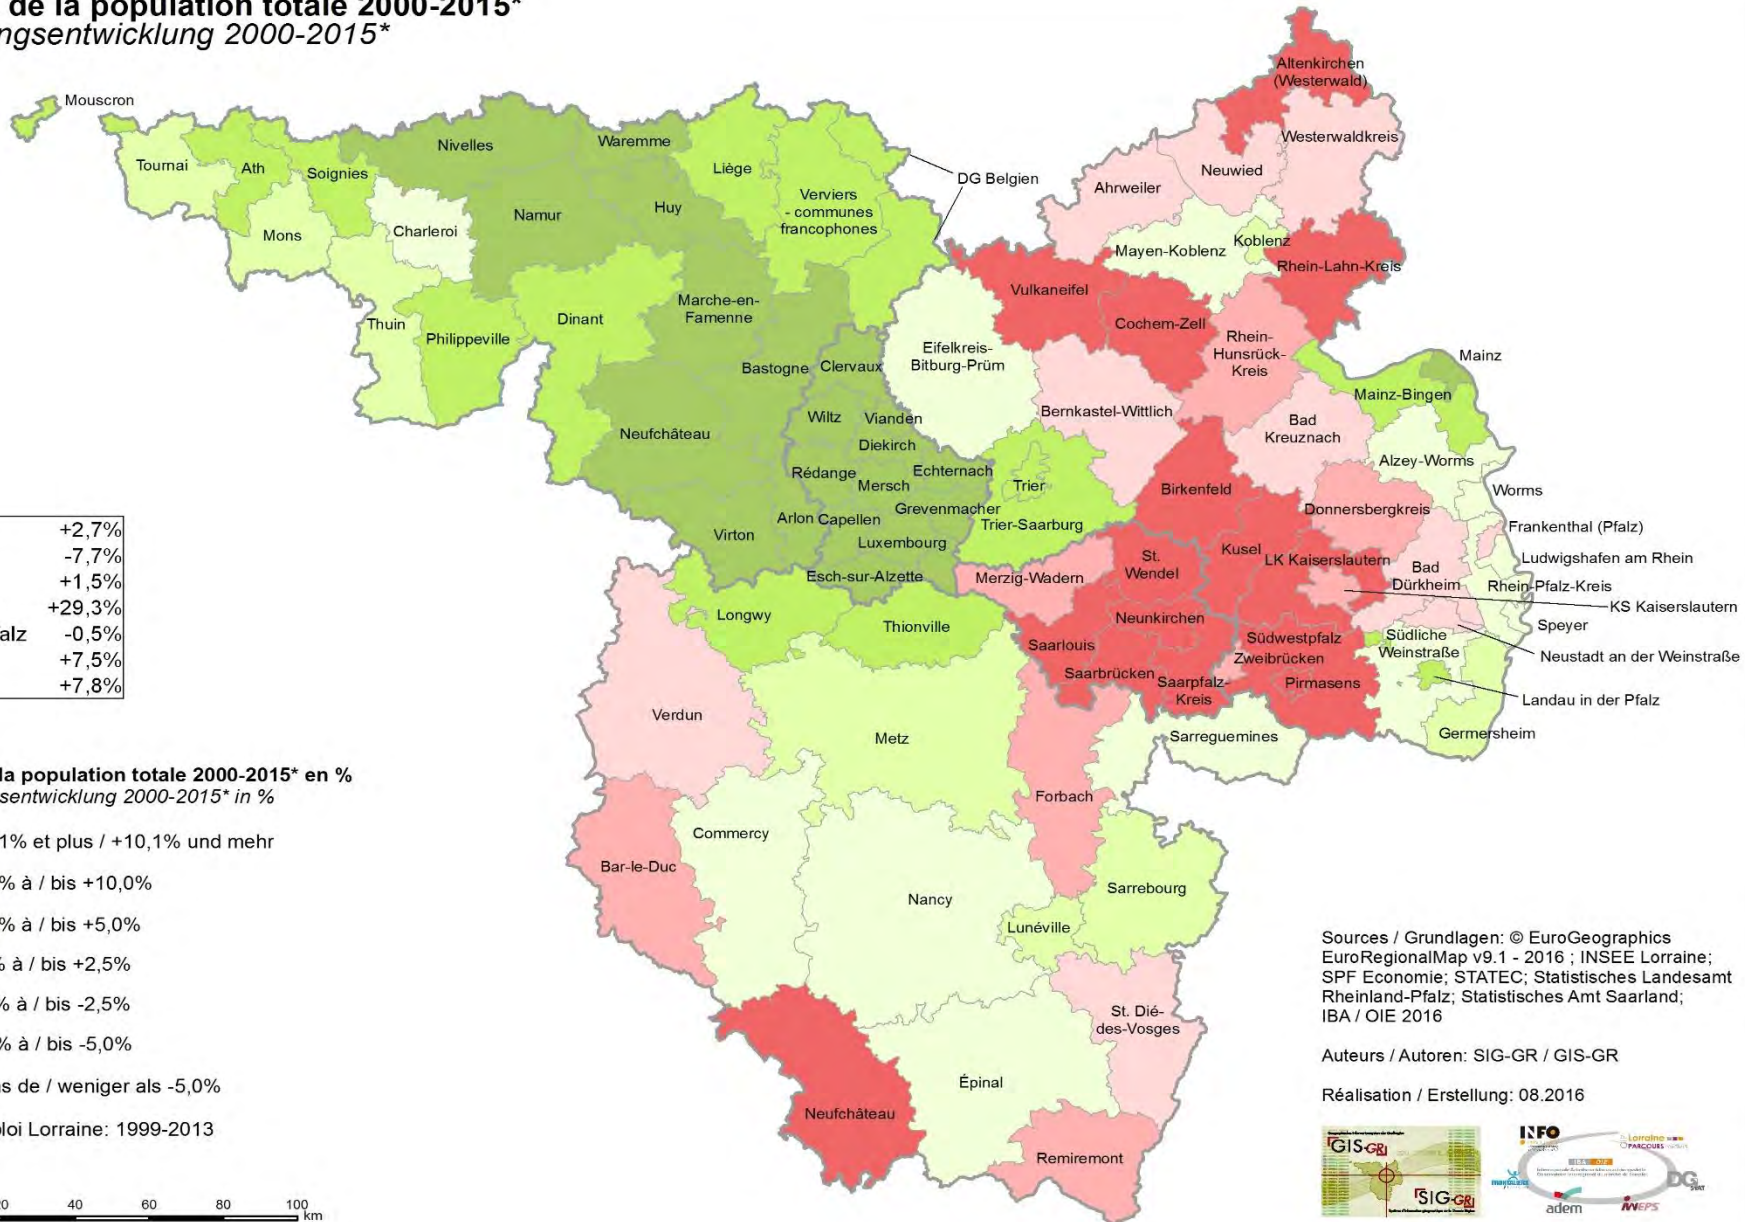 de la population totale 2000-2015*
ngsentwicklung 2000-2015*
Mouscron
Tournai
Ath
Soignies
Mons
Charleroi
Thuin
Philippeville
Nivelles
Namur
Dinant
Waremme
Huy
Liège
Verviers
- communes
francophones
DG Belgien
Marche-en-
Famenne
Bastogne
Neufchâteau
Virton
Arlon
Clervaux
Wiltz
Vianden
Diekirch
Rédange
Mersch
Echternach
Grevenmacher
Capellen
Luxembourg
Esch-sur-Alzette
Altenkirchen
(Westerwald)
Westerwaldkreis
Neuwied
Ahrweiler
Mayen-Koblenz
Koblenz
Rhein-Lahn-Kreis
Vulkaneifel
Cochem-Zell
Rhein-
Hunsrück-
Kreis
Eifelkreis-
Bitburg-Prüm
Bernkastel-Wittlich
Bad
Kreuznach
Mainz
Mainz-Bingen
Alzey-Worms
Worms
Trier
Trier-Saarburg
Birkenfeld
Donnersbergkreis
Frankenthal (Pfalz)
Ludwigshafen am Rhein
Kusel
LK Kaiserslautern
Bad
Dürkheim
Rhein-Pfalz-Kreis
KS Kaiserslautern
Speyer
Neustadt an der Weinstraße
Südliche
Weinstraße
Landau in der Pfalz
Germersheim
Südwestpfalz
Zweibrücken
Pirmasens
Merzig-Wadern
St.
Wendel
Neunkirchen
Saarlouis
Saarbrücken
Saarpfalz-
Kreis
Longwy
Thionville
Verdun
Metz
Forbach
Sarreguemines
Bar-le-Duc
Commercy
Nancy
Lunéville
Sarrebourg
St. Dié-
des-Vosges
Neufchâteau
Épinal
Remiremont
+2,7%
-7,7%
+1,5%
+29,3%
falz -0,5%
+7,5%
+7,8%
la population totale 2000-2015* en %
sentwicklung 2000-2015* in %
1% et plus / +10,1% und mehr
% à / bis +10,0%
% à / bis +5,0%
% à / bis +2,5%
% à / bis -2,5%
% à / bis -5,0%
s de / weniger als -5,0%
ploi Lorraine: 1999-2013
20 40 60 80 100
km
Sources / Grundlagen: © EuroGeographics
EuroRegionalMap v9.1 - 2016 ; INSEE Lorraine;
SPF Economie; STATEC; Statistisches Landesamt
Rheinland-Pfalz; Statistisches Amt Saarland;
IBA / OIE 2016
Auteurs / Autoren: SIG-GR / GIS-GR
Réalisation / Erstellung: 08.2016
GIS-GR
SIG-GR
INFO
Lorraine
PARCOURS
DG
STAT
adem
IWEPS